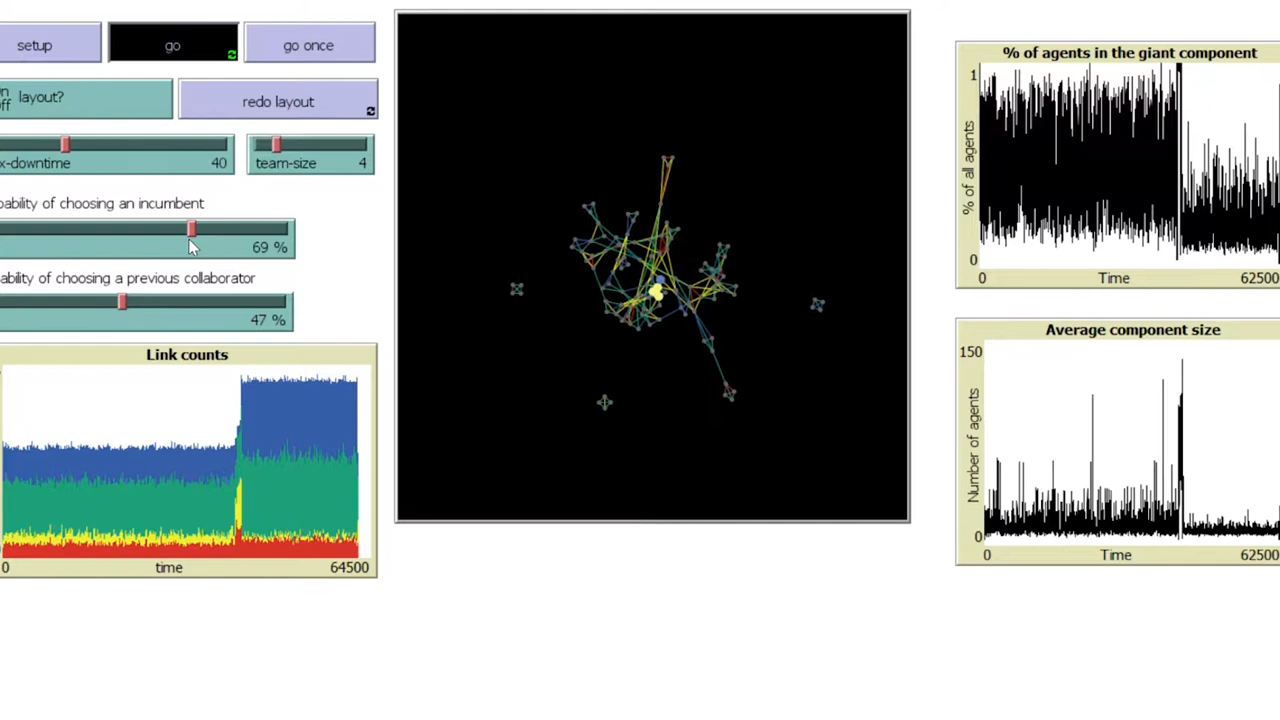 setup
go
go once
layout?
redo layout
x-downtime 40
team-size 4
ability of choosing an incumbent
69 %
ability of choosing a previous collaborator
47 %
Link counts
0 time 64500
% of agents in the giant component
1
% of all agents
0
0 Time 62500
Average component size
150
Number of agents
0
0 Time 62500